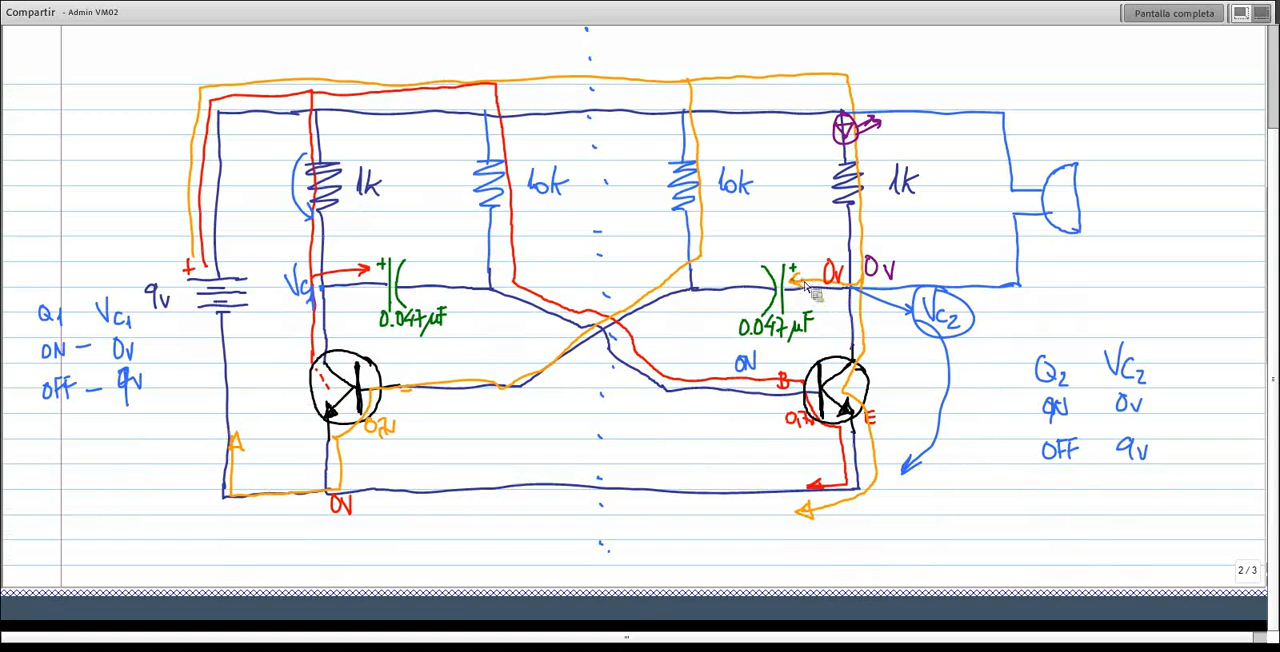 Compartir - Admin VM02
Pantalla completa
+
1k
10k
10k
1k
+
+
0v
0v
9v
Vc1
0.047µF
0.047µF
Vc2
Q1 Vc1
ON - 0v
OFF - 9v
ON
B
0,7v
0,7v
E
Q2 Vc2
ON 0v
OFF 9v
0V
2/3